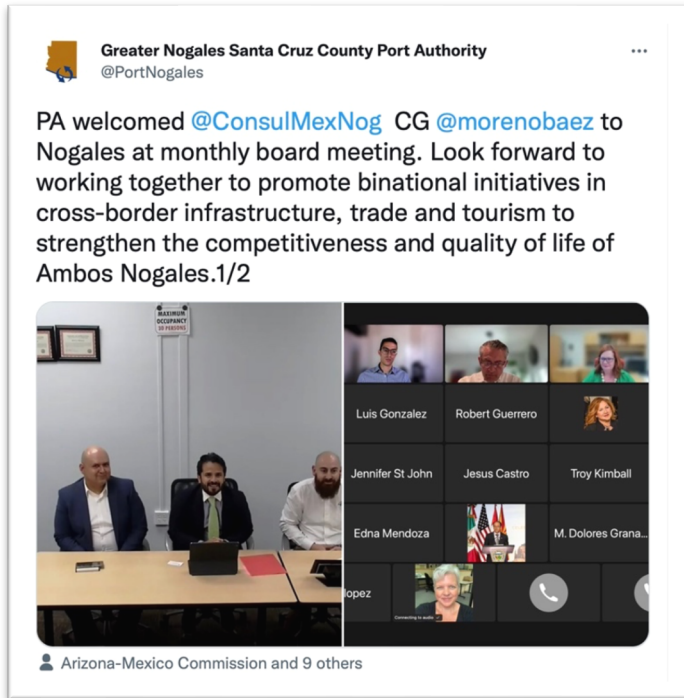 Greater Nogales Santa Cruz County Port Authority
@PortNogales
PA welcomed @ConsulMexNog CG @morenobaez to
Nogales at monthly board meeting. Look forward to
working together to promote binational initiatives in
cross-border infrastructure, trade and tourism to
strengthen the competitiveness and quality of life of
Ambos Nogales.1/2
MAXIMUM
OCCUPANCY
30 PERSONS
Luis Gonzalez
Robert Guerrero
Jennifer St John
Jesus Castro
Troy Kimball
Edna Mendoza
M. Dolores Grana...
lopez
Connecting to audio
Arizona-Mexico Commission and 9 others